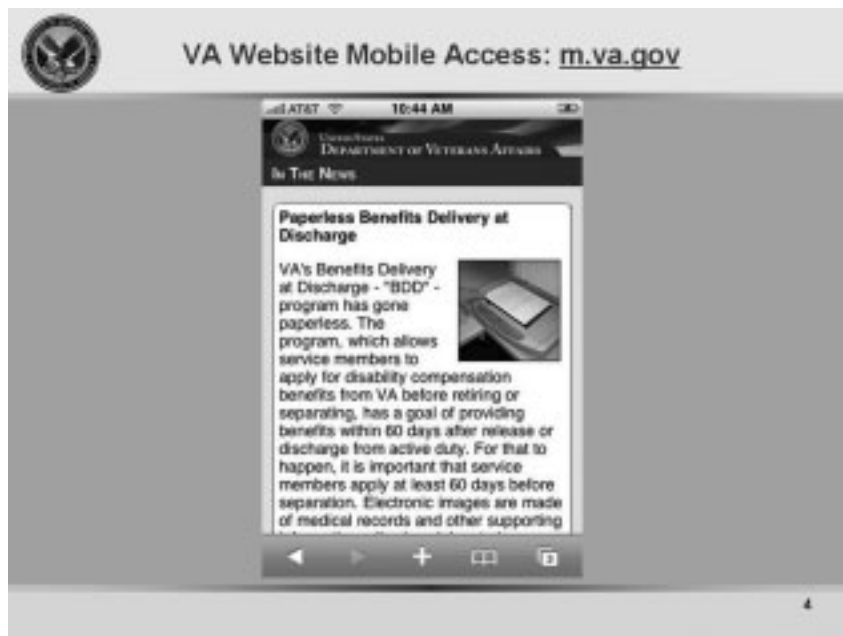 VA Website Mobile Access: m.va.gov
AT&T 10:44 AM
UNITED STATES
DEPARTMENT OF VETERANS AFFAIRS
IN THE NEWS
Paperless Benefits Delivery at
Discharge
VA's Benefits Delivery
at Discharge - "BDD" -
program has gone
paperless. The
program, which allows
service members to
apply for disability compensation
benefits from VA before retiring or
separating, has a goal of providing
benefits within 60 days after release or
discharge from active duty. For that to
happen, it is important that service
members apply at least 60 days before
separation. Electronic images are made
of medical records and other supporting
4